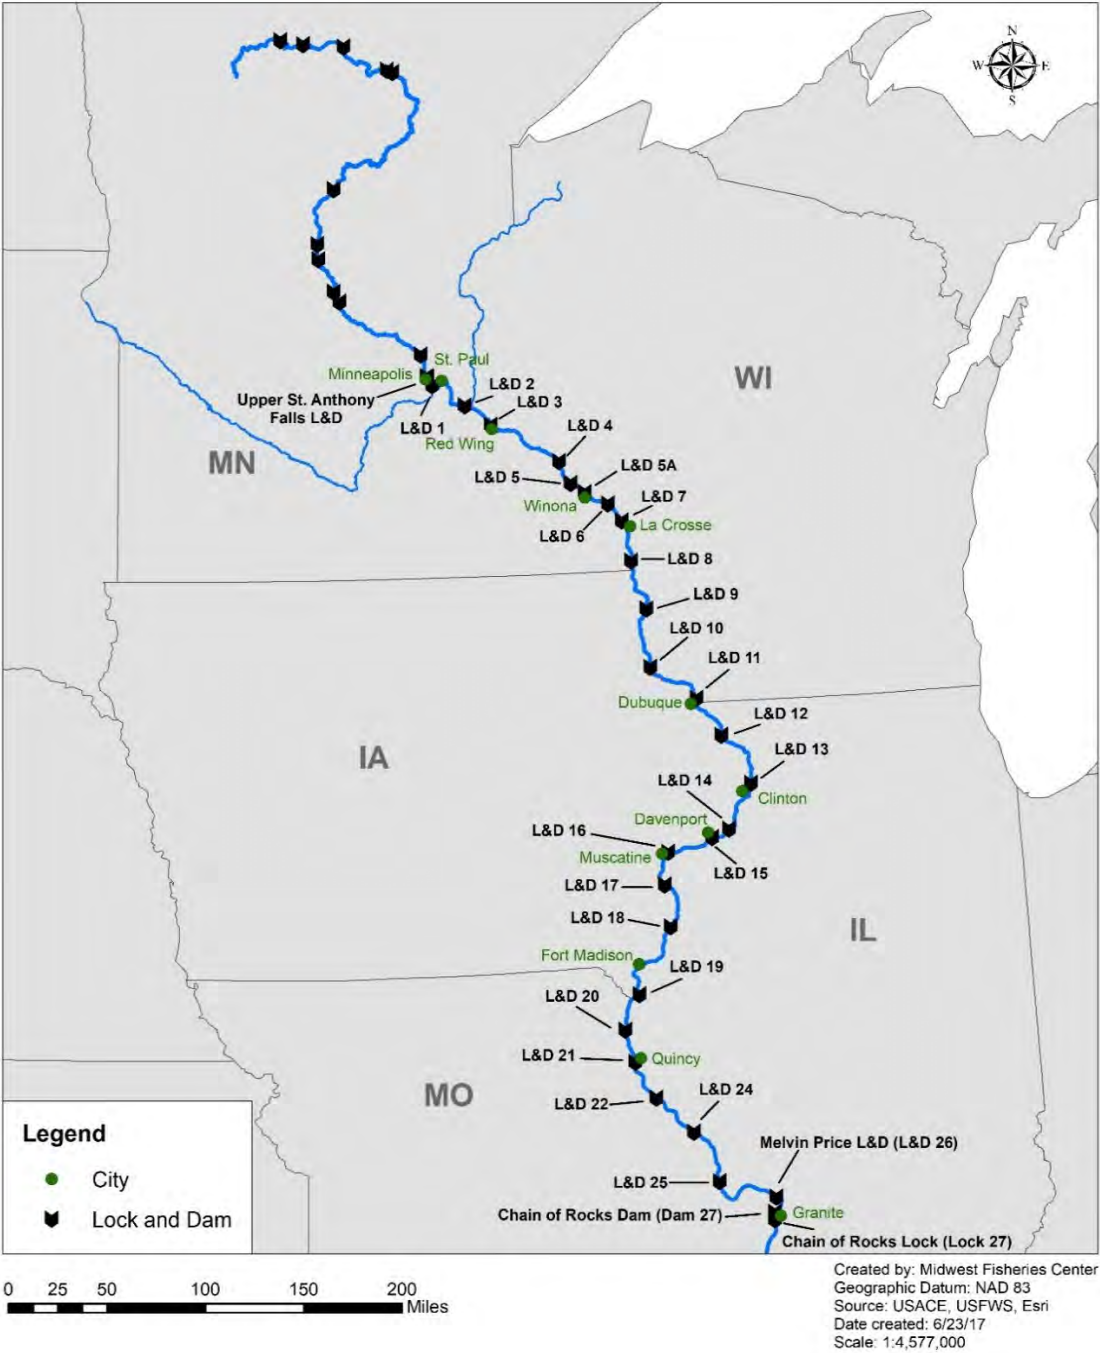 N
W E
S
St. Paul
Minneapolis
Upper St. Anthony
Falls L&D
L&D 2
L&D 3
L&D 1
Red Wing
L&D 4
WI
MN
L&D 5
L&D 5A
Winona
L&D 7
La Crosse
L&D 6
L&D 8
L&D 9
L&D 10
L&D 11
Dubuque
L&D 12
L&D 13
IA
L&D 14
Clinton
Davenport
L&D 16
Muscatine
L&D 15
L&D 17
L&D 18
IL
Fort Madison
L&D 19
L&D 20
L&D 21
Quincy
MO
L&D 24
L&D 22
Melvin Price L&D (L&D 26)
L&D 25
Chain of Rocks Dam (Dam 27)
Granite
Chain of Rocks Lock (Lock 27)
Legend
City
Lock and Dam
0 25 50 100 150 200
Miles
Created by: Midwest Fisheries Center
Geographic Datum: NAD 83
Source: USACE, USFWS, Esri
Date created: 6/23/17
Scale: 1:4,577,000